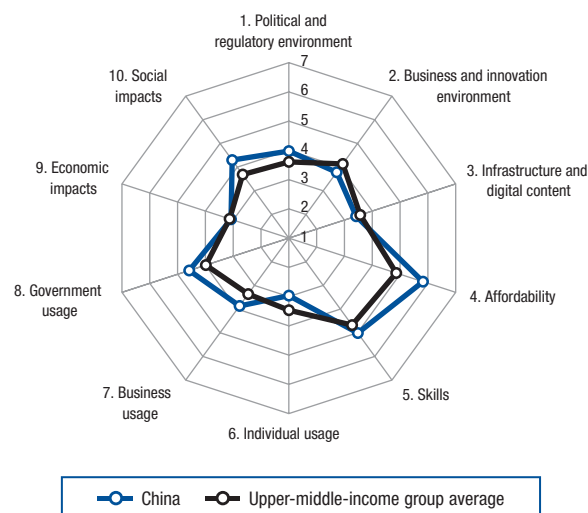 1. Political and
regulatory environment
2. Business and innovation
environment
3. Infrastructure and
digital content
4. Affordability
5. Skills
6. Individual usage
7. Business
usage
8. Government
usage
9. Economic
impacts
10. Social
impacts
7
6
5
4
3
2
1
China
Upper-middle-income group average